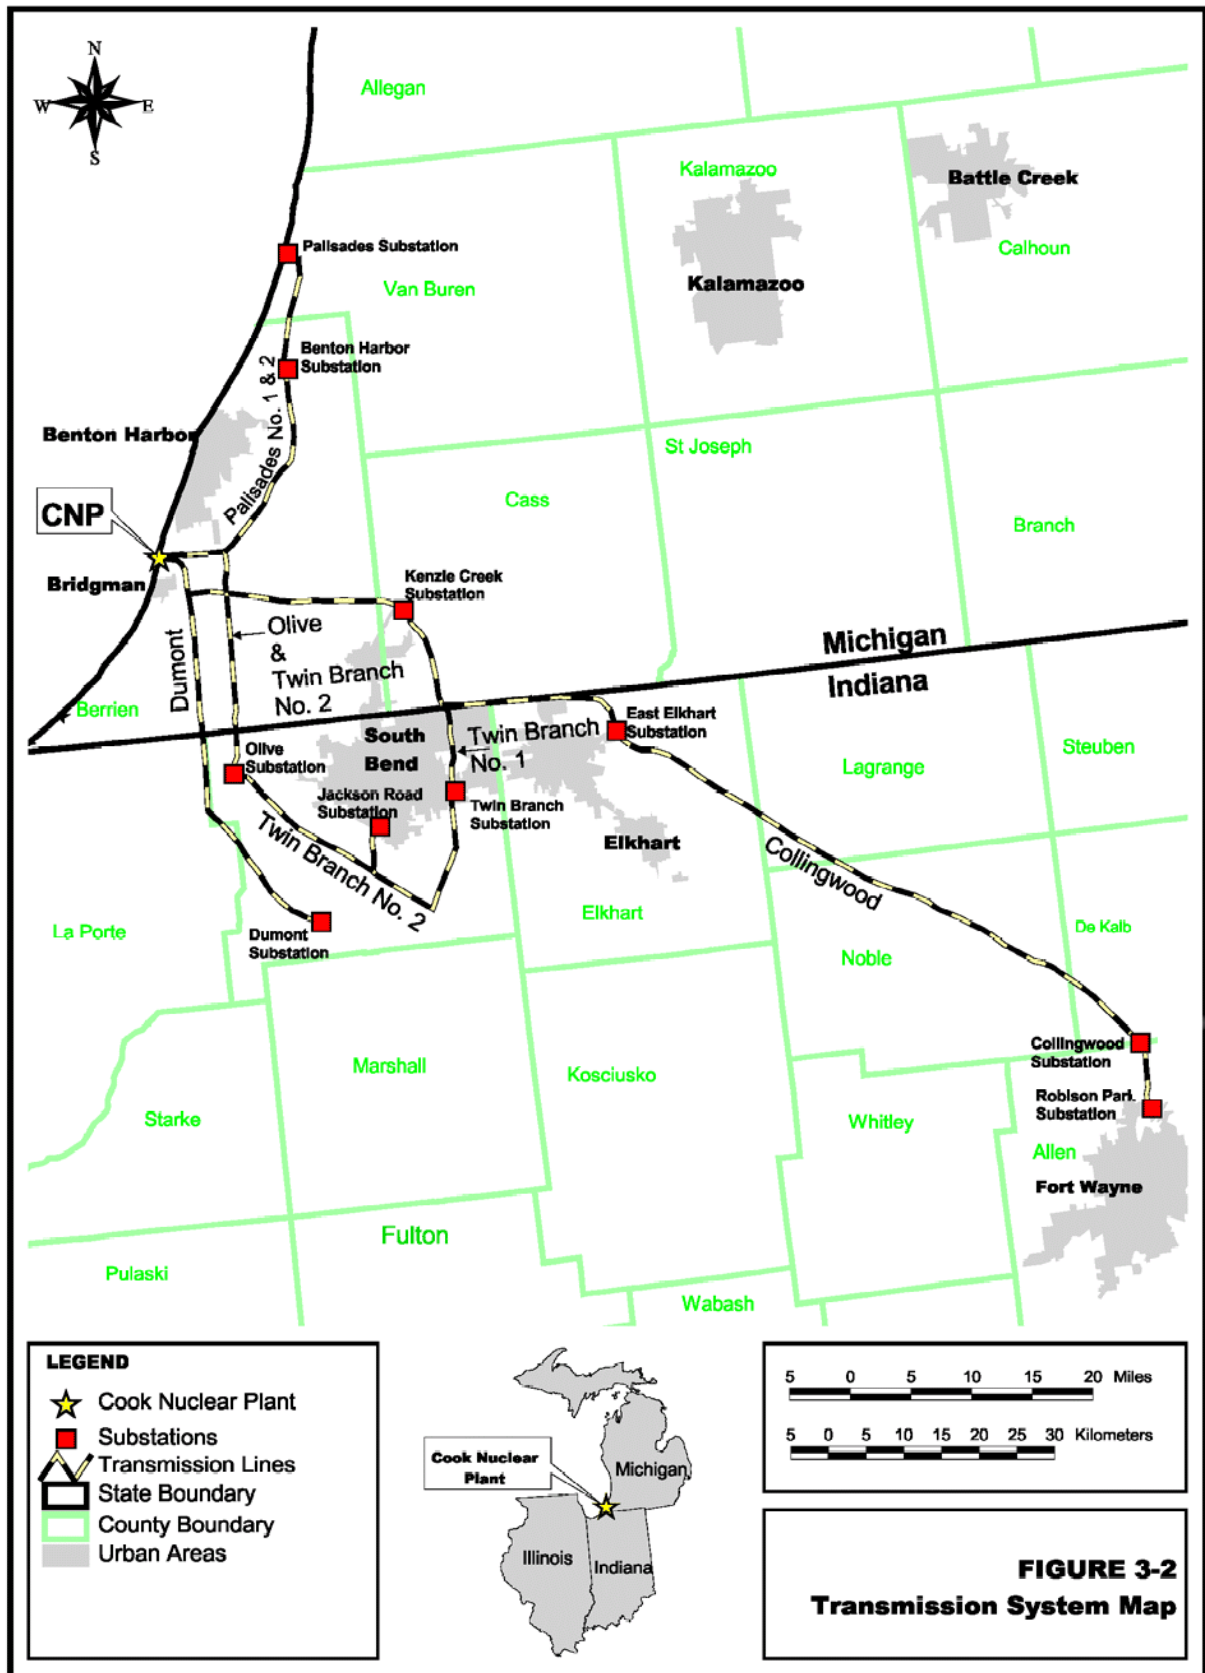 N
W
E
S
Allegan
Kalamazoo
Battle Creek
Calhoun
Palisades Substation
Van Buren
Kalamazoo
Benton Harbor
Substation
Palisades No. 1 & 2
Benton Harbor
St Joseph
Cass
CNP
Branch
Bridgman
Kenzie Creek
Substation
Olive
&
Twin Branch
No. 2
Dumont
Michigan
Indiana
Berrien
East Elkhart
Substation
South
Bend
Twin Branch
No. 1
Steuben
Olive
Substation
Lagrange
Jackson Road
Substation
Twin Branch
Substation
Elkhart
Twin Branch No. 2
Collingwood
La Porte
Elkhart
De Kalb
Dumont
Substation
Noble
Collingwood
Substation
Marshall
Kosciusko
Robison Park
Substation
Starke
Whitley
Allen
Fort Wayne
Fulton
Pulaski
Wabash
LEGEND
Cook Nuclear Plant
Substations
Transmission Lines
State Boundary
County Boundary
Urban Areas
Cook Nuclear
Plant
Michigan
Illinois
Indiana
5 0 5 10 15 20 Miles
5 0 5 10 15 20 25 30 Kilometers
FIGURE 3-2
Transmission System Map